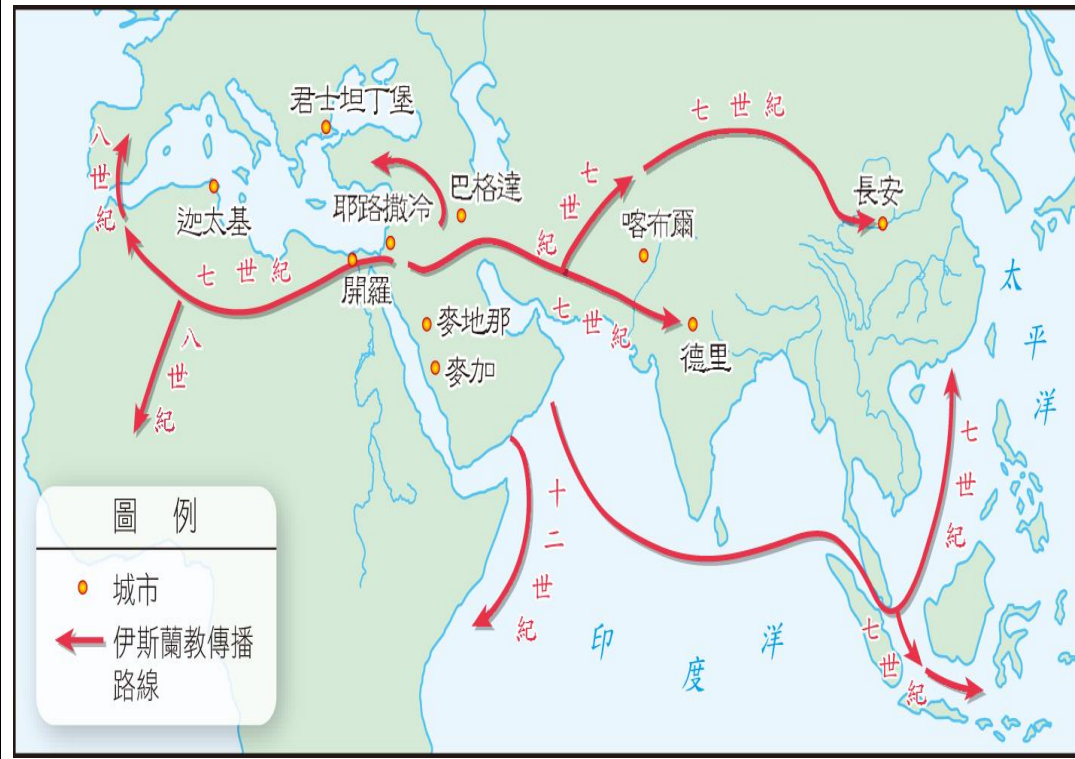 君士坦丁堡
七世紀
八世紀
巴格達
長安
耶路撒冷
七世紀
喀布爾
迦太基
七世紀
開羅
太平洋
麥地那
七世紀
德里
麥加
八世紀
七世紀
十二世紀
七世紀
印度洋
圖 例
城市
伊斯蘭教傳播
路線